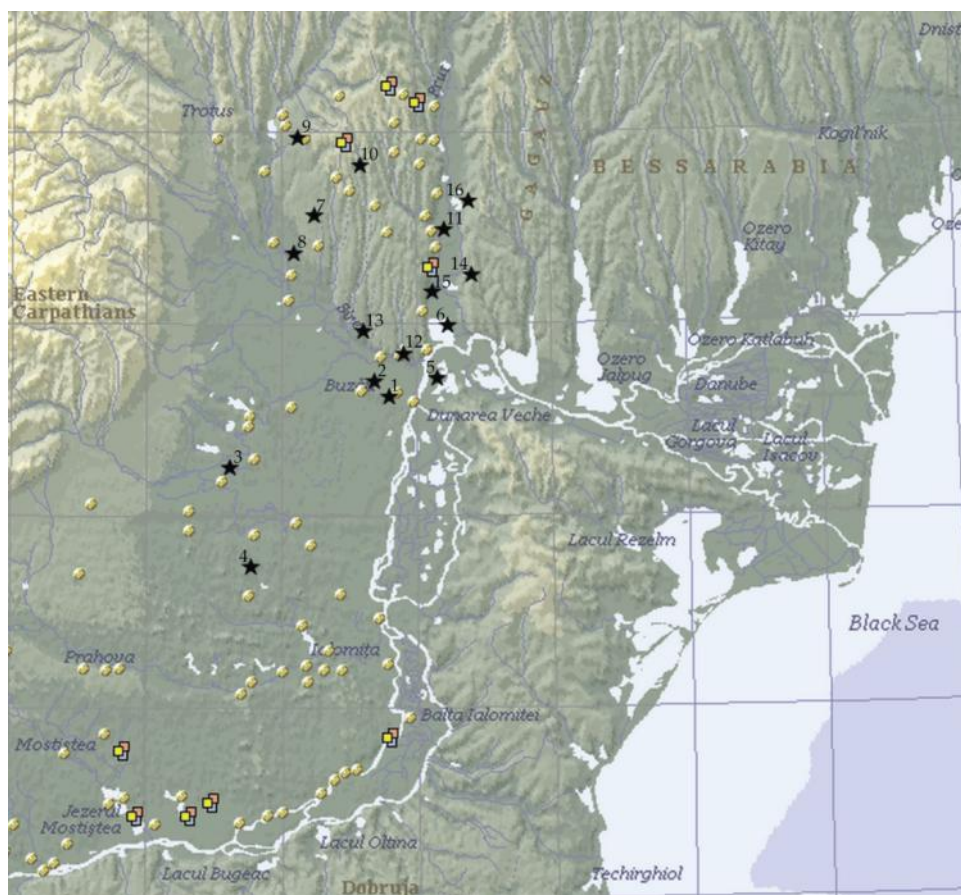 Dnist
Prut
Trotus
GAGAUZ
Kogil'nik
9
10
BESSARABIA
16
7
11
Ozero
Kitay
8
14
Eastern
Carpathians
15
13
6
12
Ozero Katlabuh
Ozero
Jalpug
Danube
5
2
1
Dunarea Veche
Lacul
Gorgova
Lacul
Isacov
3
Lacul Rezelm
4
Black Sea
Ialomița
Prahova
Balta Ialomitei
Mostiștea
Jezerul
Mostiștea
Lacul Oltina
Lacul Bugeac
Techirghiol
Dobruja